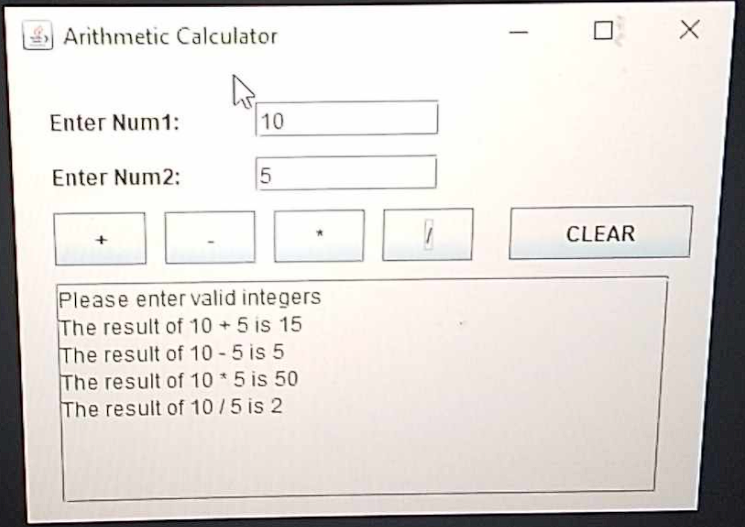 Arithmetic Calculator
Enter Num1: 10
Enter Num2: 5
+ - * / CLEAR
Please enter valid integers
The result of 10 + 5 is 15
The result of 10 - 5 is 5
The result of 10 * 5 is 50
The result of 10 / 5 is 2